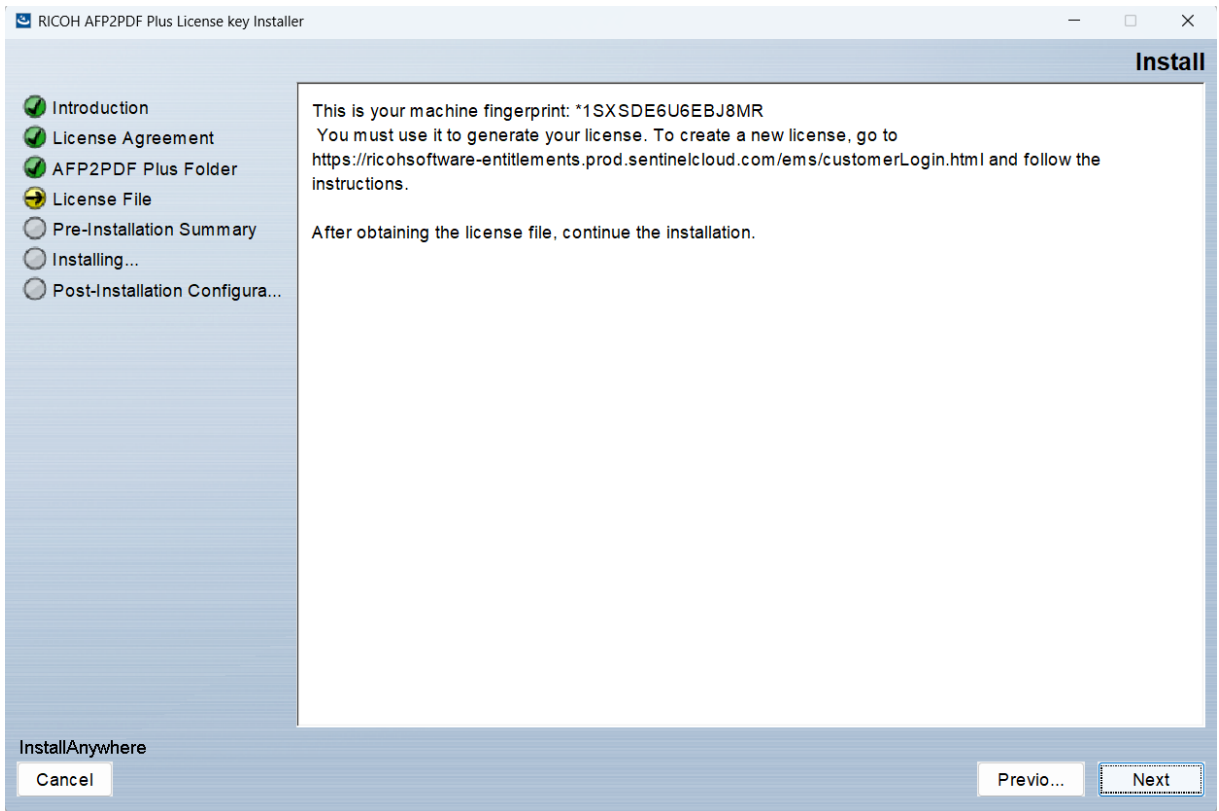 RICOH AFP2PDF Plus License key Installer
Install
Introduction
License Agreement
AFP2PDF Plus Folder
License File
Pre-Installation Summary
Installing...
Post-Installation Configura...
This is your machine fingerprint: *1SXSDE6U6EBJ8MR
You must use it to generate your license. To create a new license, go to
https://ricohsoftware-entitlements.prod.sentinelcloud.com/ems/customerLogin.html and follow the
instructions.
After obtaining the license file, continue the installation.
InstallAnywhere
Cancel
Previo...
Next